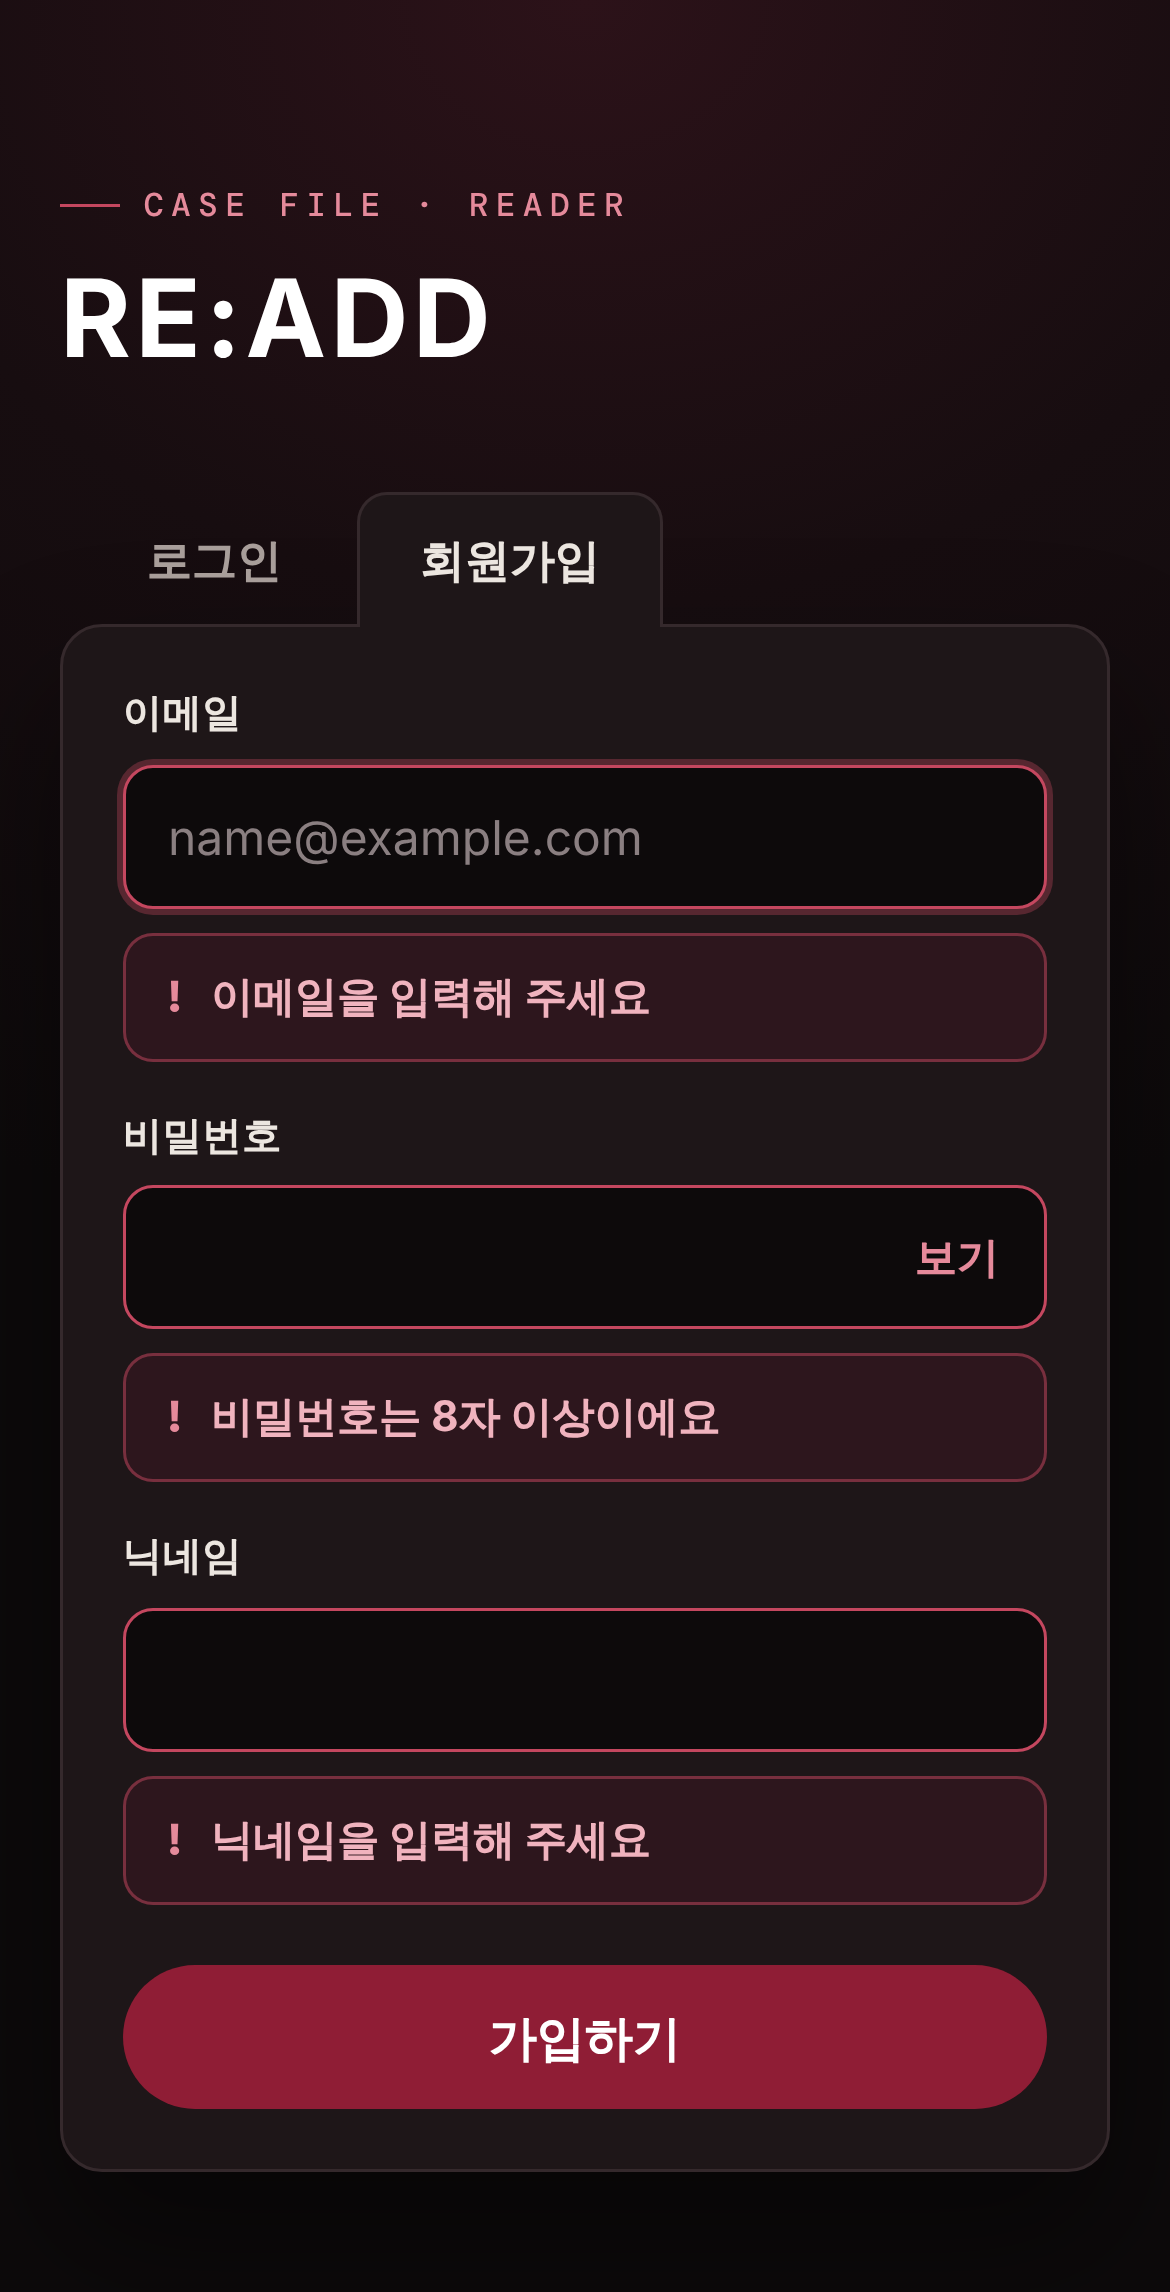 CASE FILE · READER
RE:ADD
로그인 회원가입
이메일
name@example.com
! 이메일을 입력해 주세요
비밀번호
보기
! 비밀번호는 8자 이상이에요
닉네임
! 닉네임을 입력해 주세요
가입하기